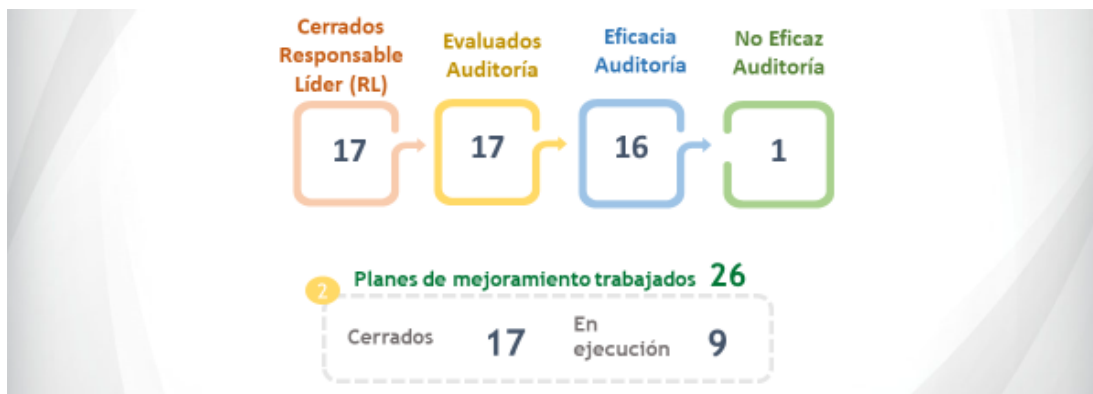 Cerrados
Responsable
Líder (RL)
Evaluados
Auditoría
Eficacia
Auditoría
No Eficaz
Auditoría
17
17
16
1
2
Planes de mejoramiento trabajados 26
Cerrados 17
En
ejecución 9